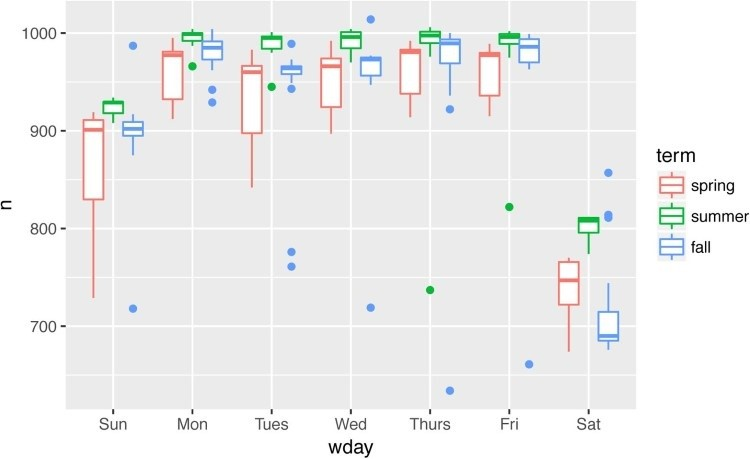 1000
900
800
700
n
Sun Mon Tues Wed Thurs Fri Sat
wday
term
spring
summer
fall